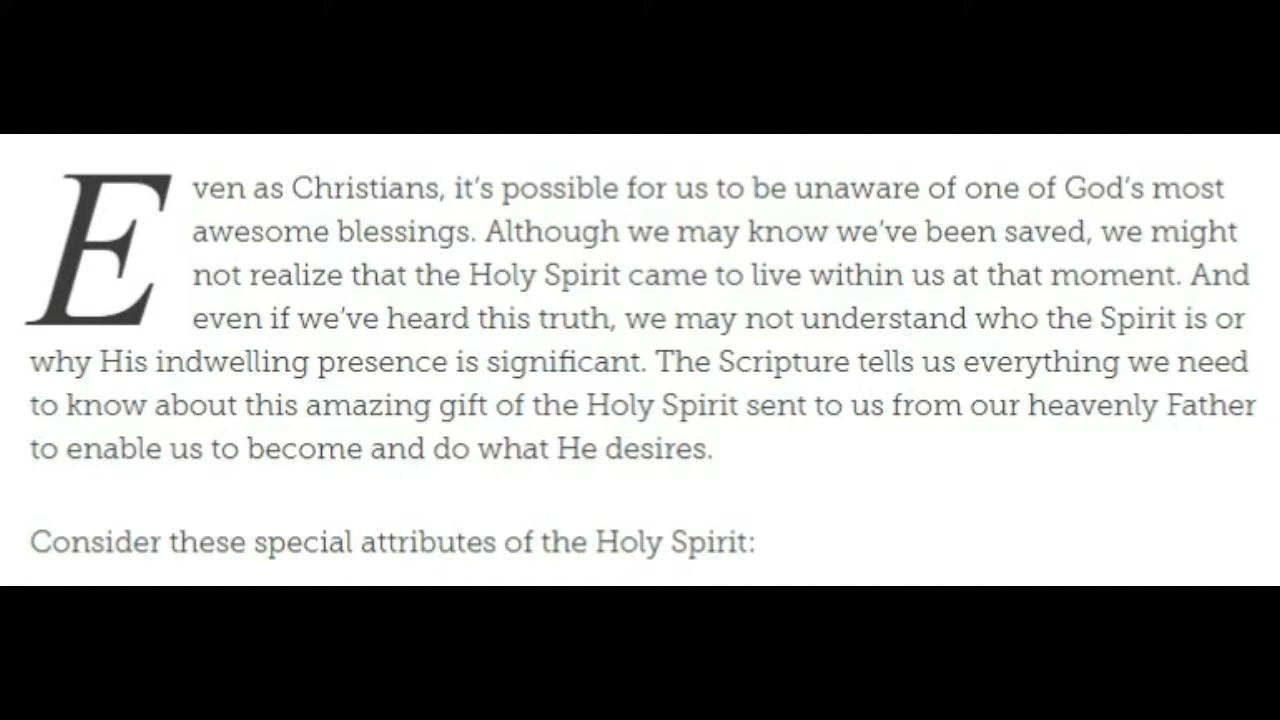 Even as Christians, it's possible for us to be unaware of one of God's most
awesome blessings. Although we may know we've been saved, we might
not realize that the Holy Spirit came to live within us at that moment. And
even if we've heard this truth, we may not understand who the Spirit is or
why His indwelling presence is significant. The Scripture tells us everything we need
to know about this amazing gift of the Holy Spirit sent to us from our heavenly Father
to enable us to become and do what He desires.
Consider these special attributes of the Holy Spirit: